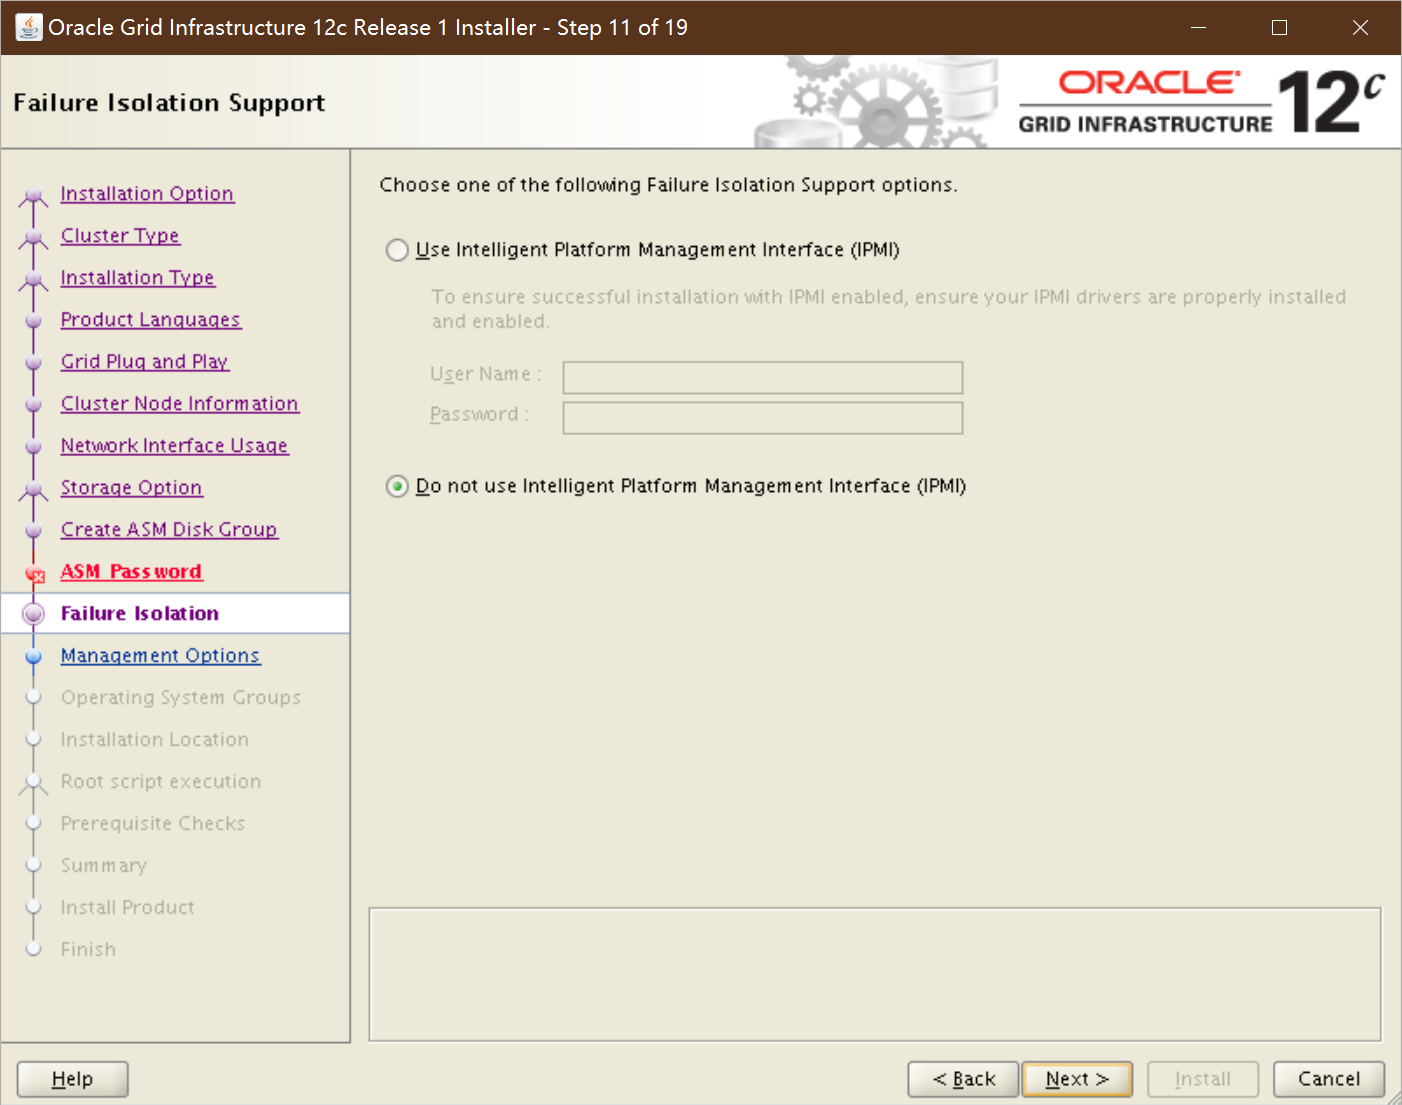 Oracle Grid Infrastructure 12c Release 1 Installer - Step 11 of 19
Failure Isolation Support
ORACLE
GRID INFRASTRUCTURE
12c
Installation Option
Cluster Type
Installation Type
Product Languages
Grid Plug and Play
Cluster Node Information
Network Interface Usage
Storage Option
Create ASM Disk Group
ASM Password
Failure Isolation
Management Options
Operating System Groups
Installation Location
Root script execution
Prerequisite Checks
Summary
Install Product
Finish
Choose one of the following Failure Isolation Support options.
Use Intelligent Platform Management Interface (IPMI)
To ensure successful installation with IPMI enabled, ensure your IPMI drivers are properly installed
and enabled.
User Name :
Password :
Do not use Intelligent Platform Management Interface (IPMI)
Help
< Back
Next >
Install
Cancel